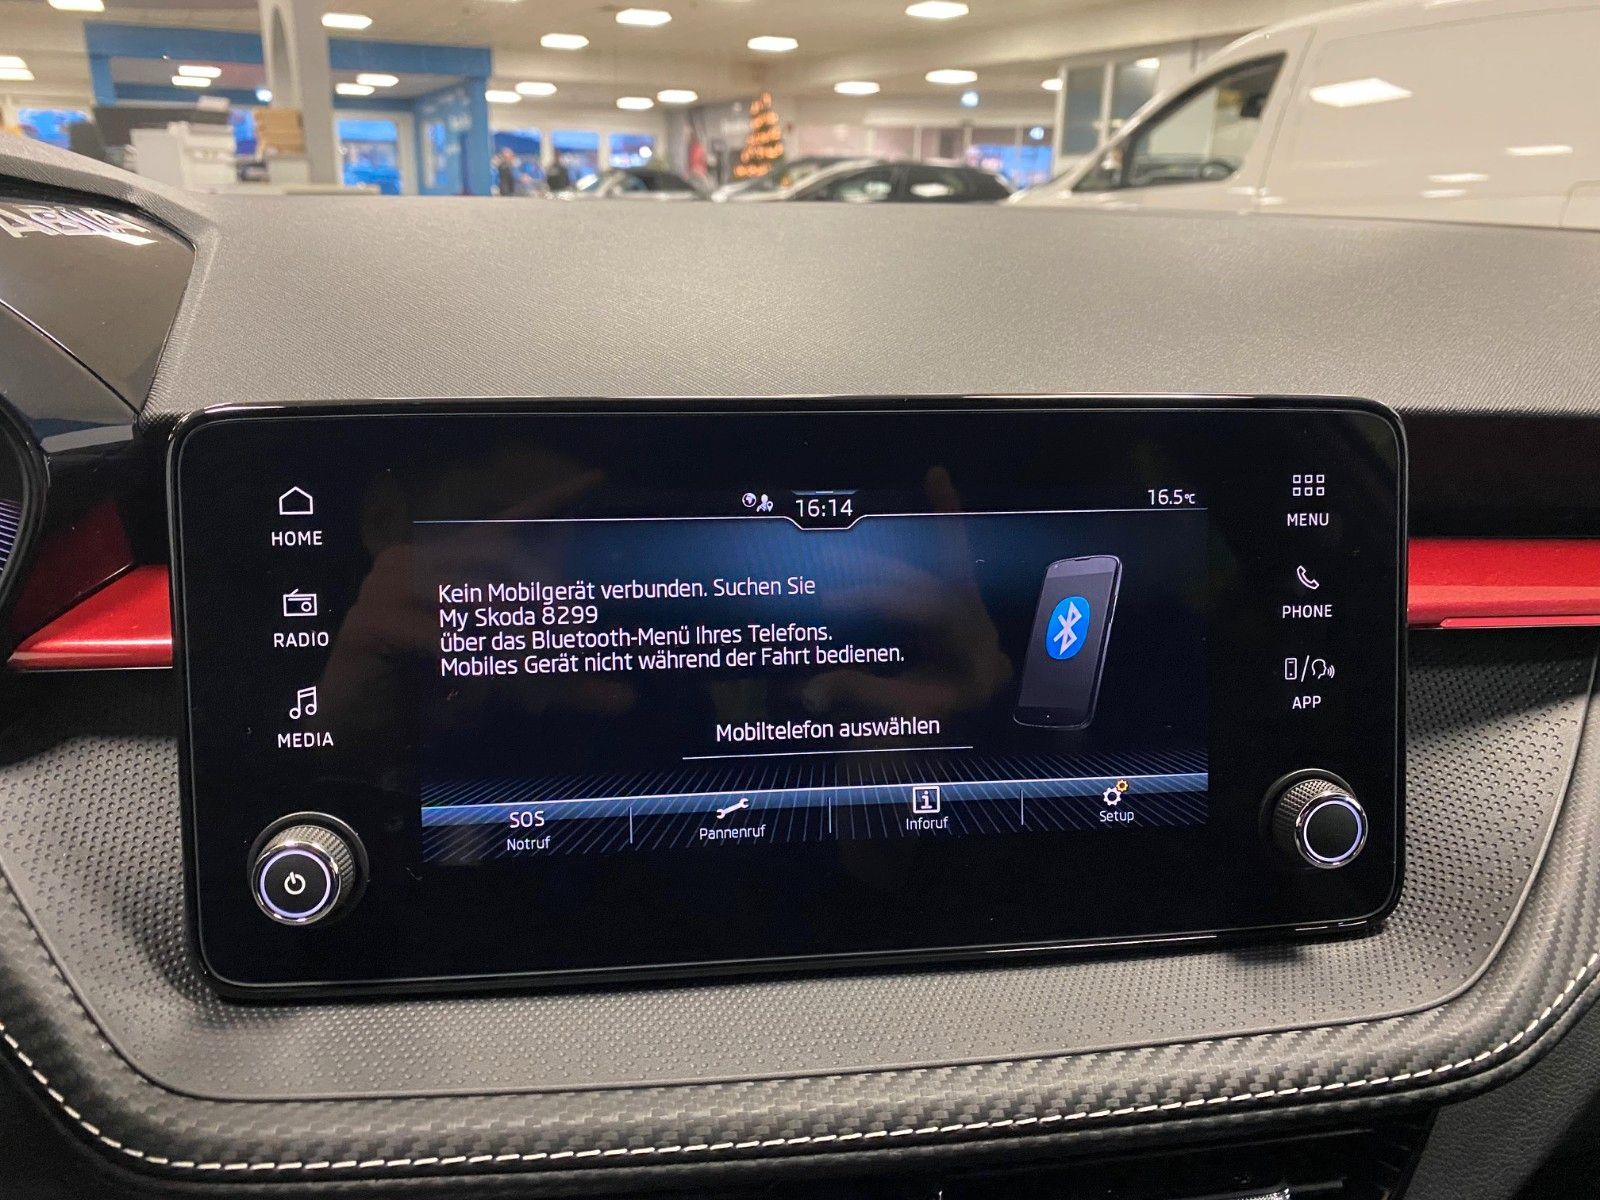 16:14
16.5°C
HOME
RADIO
MEDIA
Kein Mobilgerät verbunden. Suchen Sie
My Skoda 8299
über das Bluetooth-Menü Ihres Telefons.
Mobiles Gerät nicht während der Fahrt bedienen.
Mobiltelefon auswählen
SOS
Notruf
Pannenruf
i
Inforuf
Setup
MENU
PHONE
APP